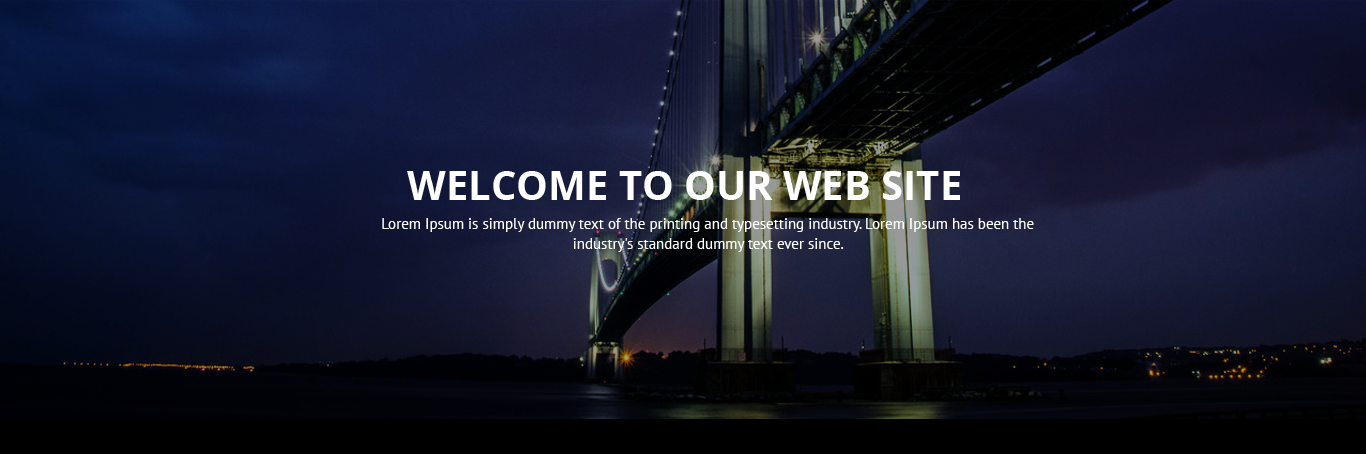 WELCOME TO OUR WEB SITE
Lorem Ipsum is simply dummy text of the printing and typesetting industry. Lorem Ipsum has been the
industry's standard dummy text ever since.